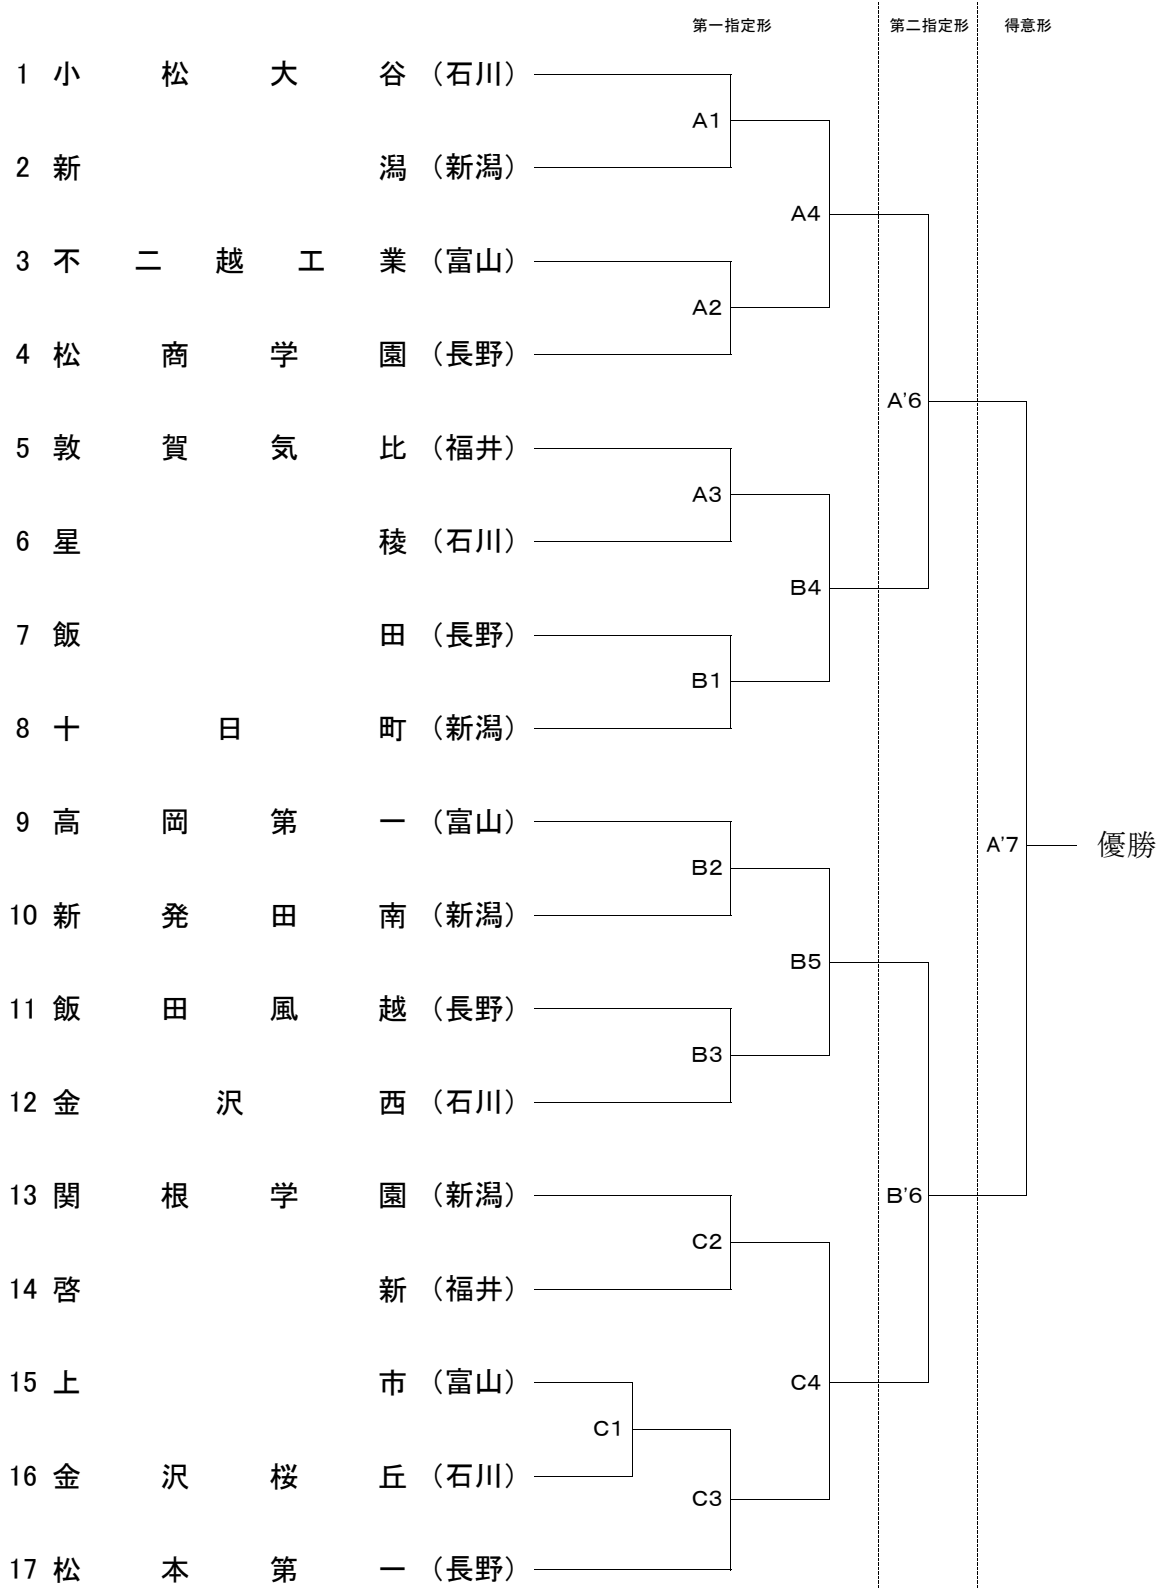 第一指定形 第二指定形 得意形
1 小松大谷 (石川)
A1
2 新潟 (新潟)
A4
3 不二越工業 (富山)
A2
4 松商学園 (長野)
A'6
5 敦賀気比 (福井)
A3
6 星稜 (石川)
B4
7 飯田 (長野)
B1
8 十日町 (新潟)
9 高岡第一 (富山)
A'7 優勝
B2
10 新発田南 (新潟)
B5
11 飯田風越 (長野)
B3
12 金沢西 (石川)
13 関根学園 (新潟)
B'6
C2
14 啓新 (福井)
15 上市 (富山)
C4
C1
16 金沢桜丘 (石川)
C3
17 松本第一 (長野)